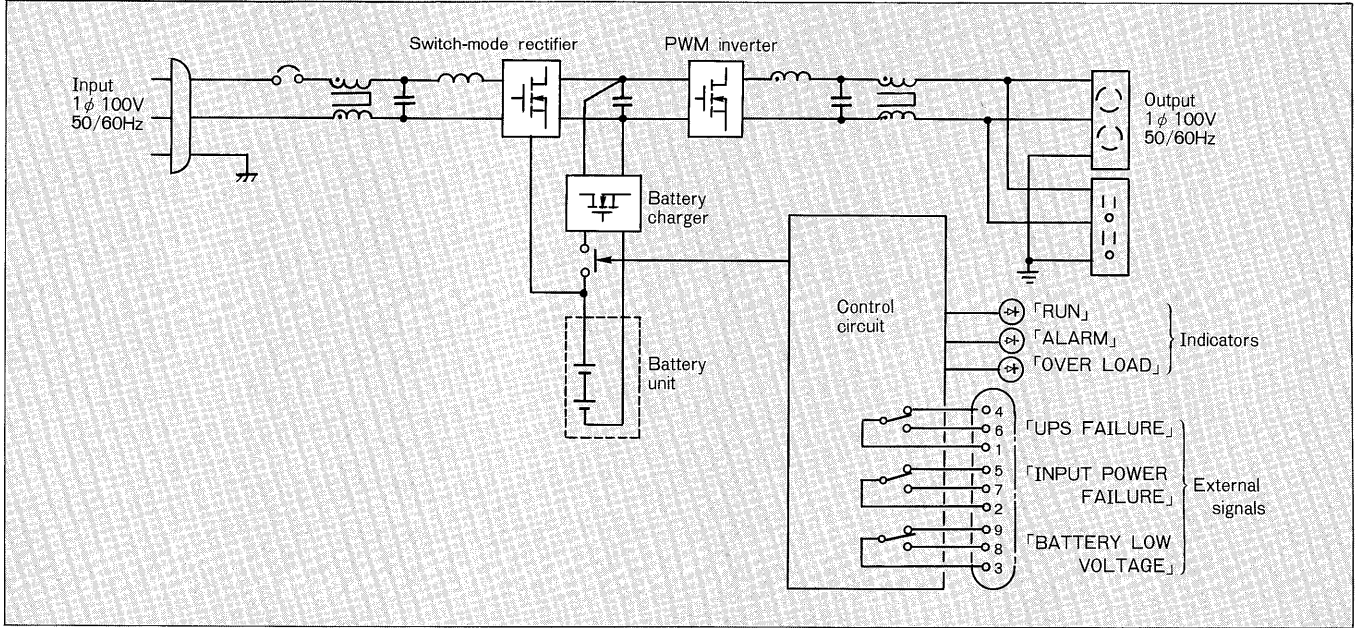 Switch-mode rectifier
PWM inverter
Input
1φ 100V
50/60Hz
Output
1φ 100V
50/60Hz
Battery
charger
Control
circuit
Battery
unit
「RUN」
「ALARM」
「OVER LOAD」
Indicators
4
6
1
「UPS FAILURE」
5
7
2
「INPUT POWER
FAILURE」
9
8
3
「BATTERY LOW
VOLTAGE」
External
signals